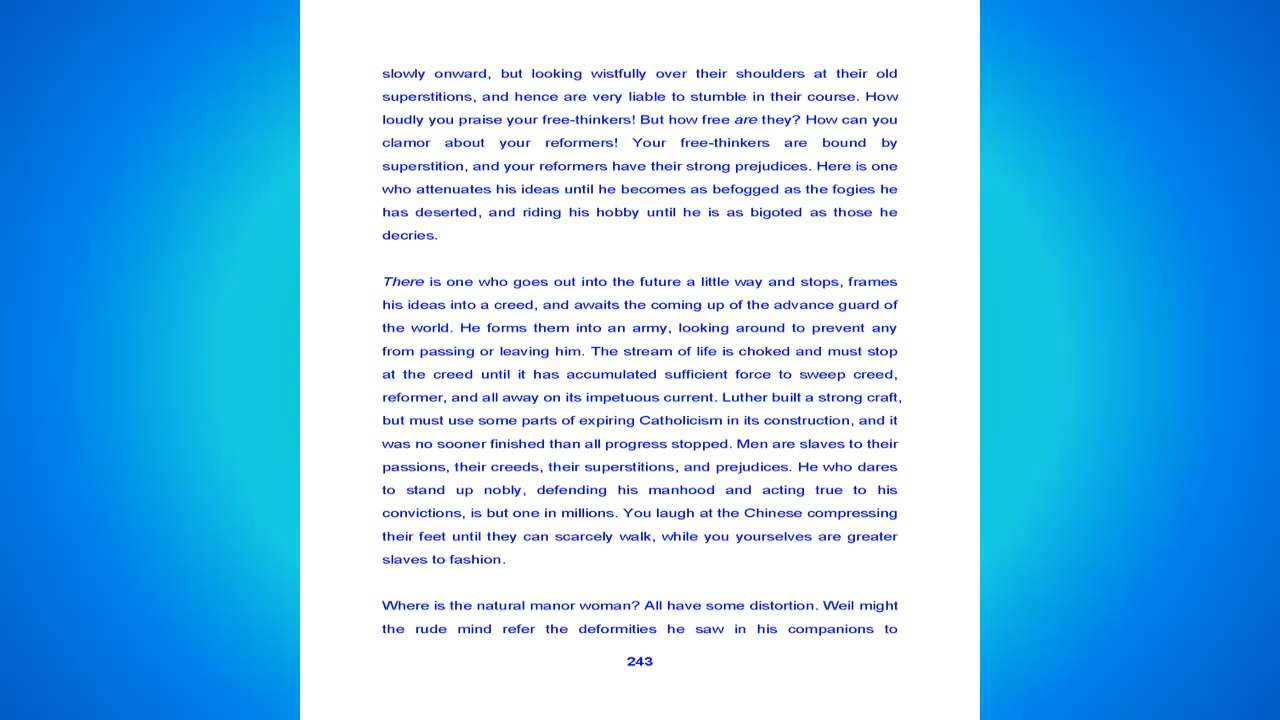 slowly onward, but looking wistfully over their shoulders at their old
superstitions, and hence are very liable to stumble in their course. How
loudly you praise your free-thinkers! But how free are they? How can you
clamor about your reformers! Your free-thinkers are bound by
superstition, and your reformers have their strong prejudices. Here is one
who attenuates his ideas until he becomes as befogged as the fogies he
has deserted, and riding his hobby until he is as bigoted as those he
decries.
There is one who goes out into the future a little way and stops, frames
his ideas into a creed, and awaits the coming up of the advance guard of
the world. He forms them into an army, looking around to prevent any
from passing or leaving him. The stream of life is choked and must stop
at the creed until it has accumulated sufficient force to sweep creed,
reformer, and all away on its impetuous current. Luther built a strong craft,
but must use some parts of expiring Catholicism in its construction, and it
was no sooner finished than all progress stopped. Men are slaves to their
passions, their creeds, their superstitions, and prejudices. He who dares
to stand up nobly, defending his manhood and acting true to his
convictions, is but one in millions. You laugh at the Chinese compressing
their feet until they can scarcely walk, while you yourselves are greater
slaves to fashion.
Where is the natural manor woman? All have some distortion. Weil might
the rude mind refer the deformities he saw in his companions to
243